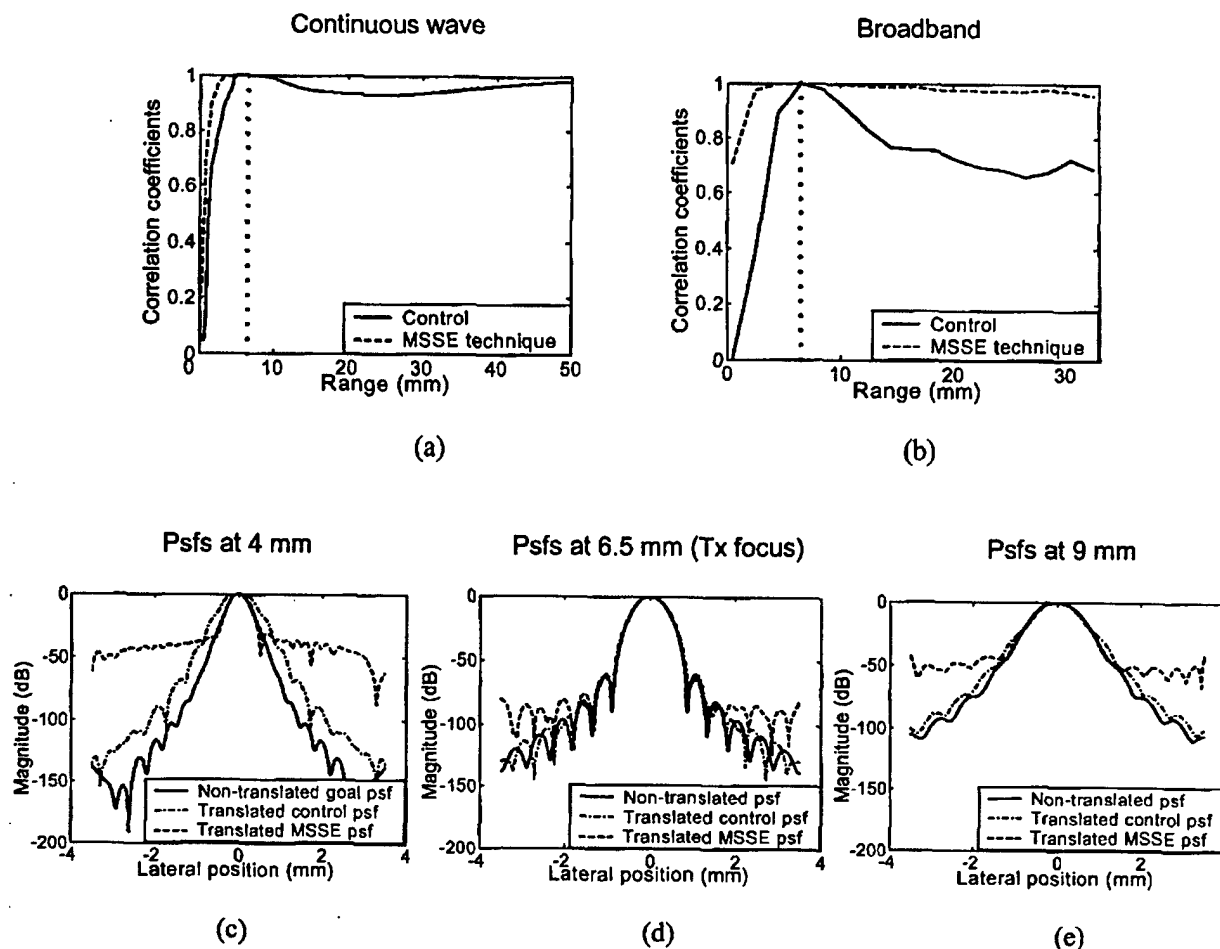 Continuous wave
Correlation coefficients
1
0.8
0.6
0.4
0.2
0
0
10
20
30
40
50
Range (mm)
Control
MSSE technique
(a)
Broadband
Correlation coefficients
1
0.8
0.6
0.4
0.2
0
0
10
20
30
Range (mm)
Control
MSSE technique
(b)
Psfs at 4 mm
Magnitude (dB)
0
-50
-100
-150
-200
-4
-2
0
2
4
Lateral position (mm)
Non-translated goal psf
Translated control psf
Translated MSSE psf
(c)
Psfs at 6.5 mm (Tx focus)
Magnitude (dB)
0
-50
-100
-150
-200
-4
-2
0
2
4
Lateral position (mm)
Non-translated psf
Translated control psf
Translated MSSE psf
(d)
Psfs at 9 mm
Magnitude (dB)
0
-50
-100
-150
-200
-4
-2
0
2
4
Lateral position (mm)
Non-translated psf
Translated control psf
Translated MSSE psf
(e)